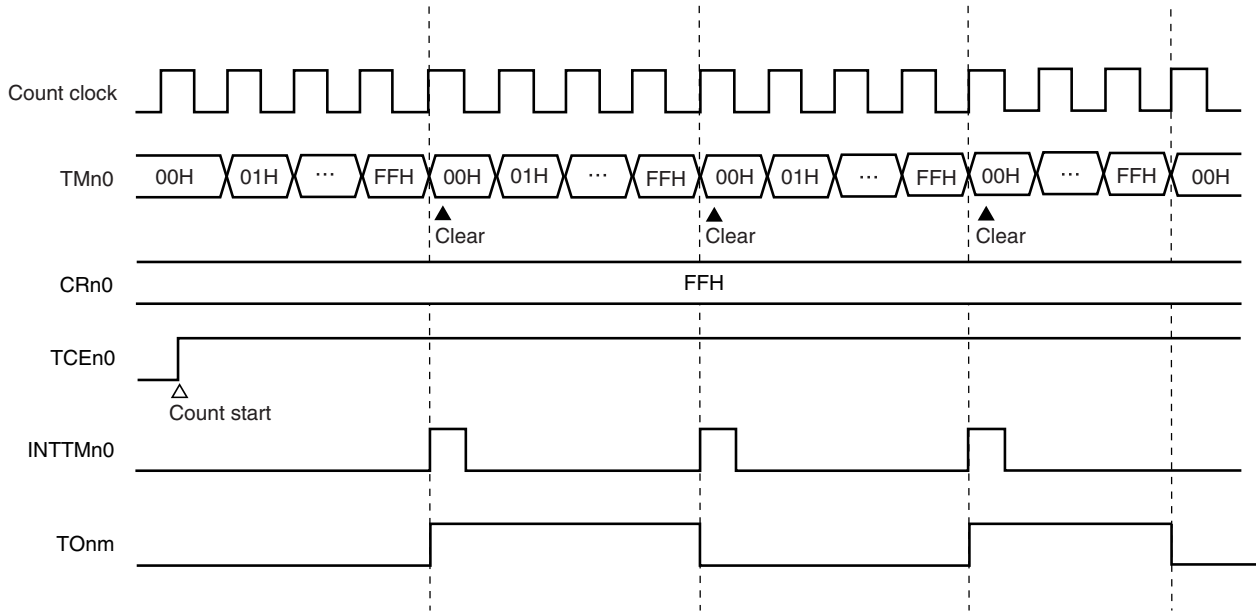 Count clock
TMn0 00H 01H ... FFH 00H 01H ... FFH 00H 01H ... FFH 00H ... FFH 00H
Clear Clear Clear
CRn0 FFH
TCEn0
Count start
INTTMn0
TOnm